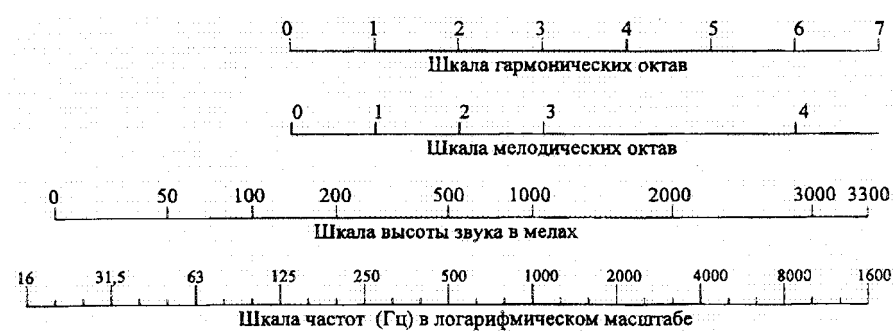 0 1 2 3 4 5 6 7
Шкала гармонических октав
0 1 2 3 4
Шкала мелодических октав
0 50 100 200 500 1000 2000 3000 3300
Шкала высоты звука в мелах
16 31,5 63 125 250 500 1000 2000 4000 8000 1600
Шкала частот (Гц) в логарифмическом масштабе